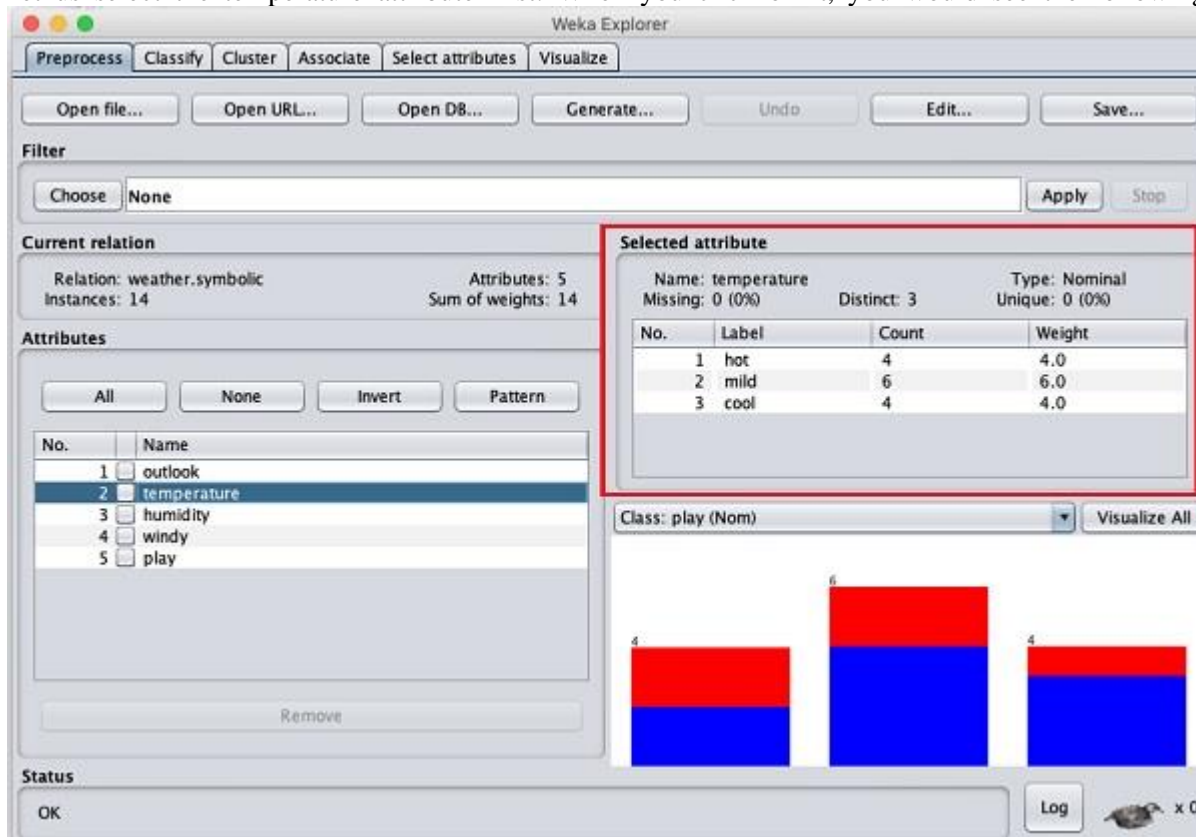 Weka Explorer
Preprocess Classify Cluster Associate Select attributes Visualize
Open file... Open URL... Open DB... Generate... Undo Edit... Save...
Filter
Choose None Apply Stop
Current relation
Relation: weather.symbolic Attributes: 5
Instances: 14 Sum of weights: 14
Selected attribute
Name: temperature Type: Nominal
Missing: 0 (0%) Distinct: 3 Unique: 0 (0%)
No. Label Count Weight
1 hot 4 4.0
2 mild 6 6.0
3 cool 4 4.0
Attributes
All None Invert Pattern
No. Name
1 outlook
2 temperature
3 humidity
4 windy
5 play
Remove
Class: play (Nom) Visualize All
4 6 4
Status
OK
Log x 0